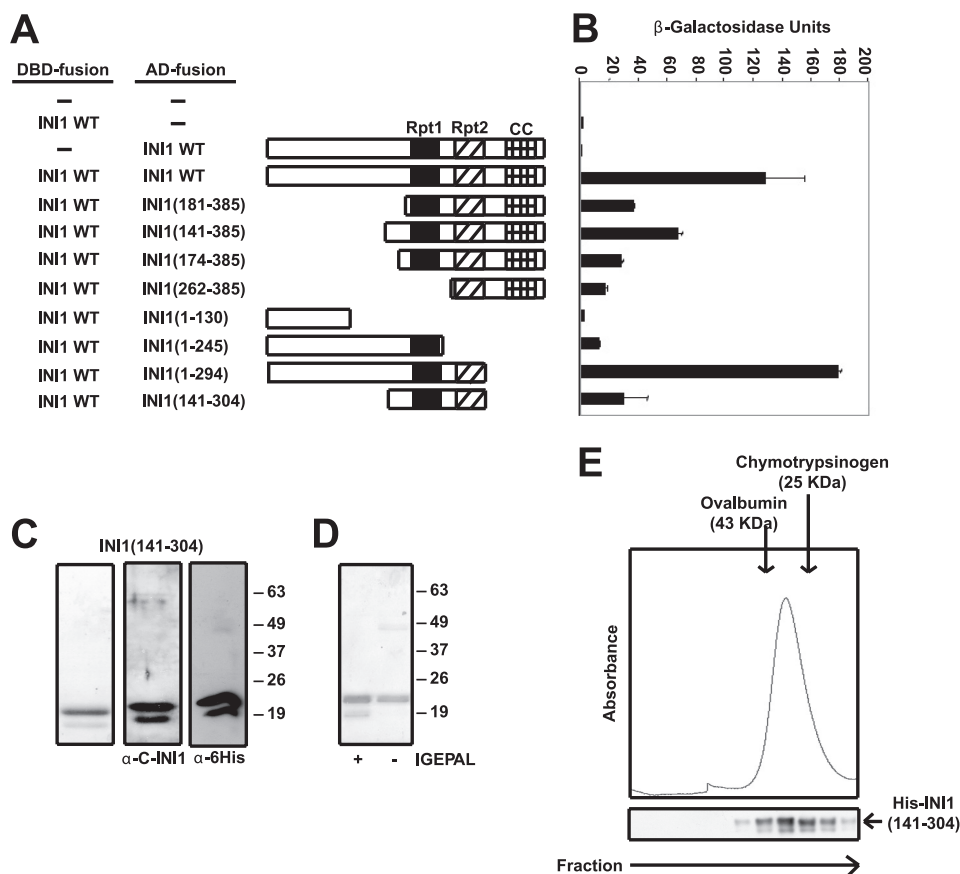 A
B
β-Galactosidase Units
0 20 40 60 80 100 120 140 160 180 200
DBD-fusion AD-fusion
– –
INI1 WT –
Rpt1 Rpt2 CC
– INI1 WT
INI1 WT INI1 WT
INI1 WT INI1(181-385)
INI1 WT INI1(141-385)
INI1 WT INI1(174-385)
INI1 WT INI1(262-385)
INI1 WT INI1(1-130)
INI1 WT INI1(1-245)
INI1 WT INI1(1-294)
INI1 WT INI1(141-304)
C
INI1(141-304)
– 63
– 49
– 37
– 26
– 19
α-C-INI1 α-6His
D
– 63
– 49
– 37
– 26
– 19
+ - IGEPAL
E
Chymotrypsinogen
(25 KDa)
Ovalbumin
(43 KDa)
Absorbance
His-INI1
(141-304)
Fraction